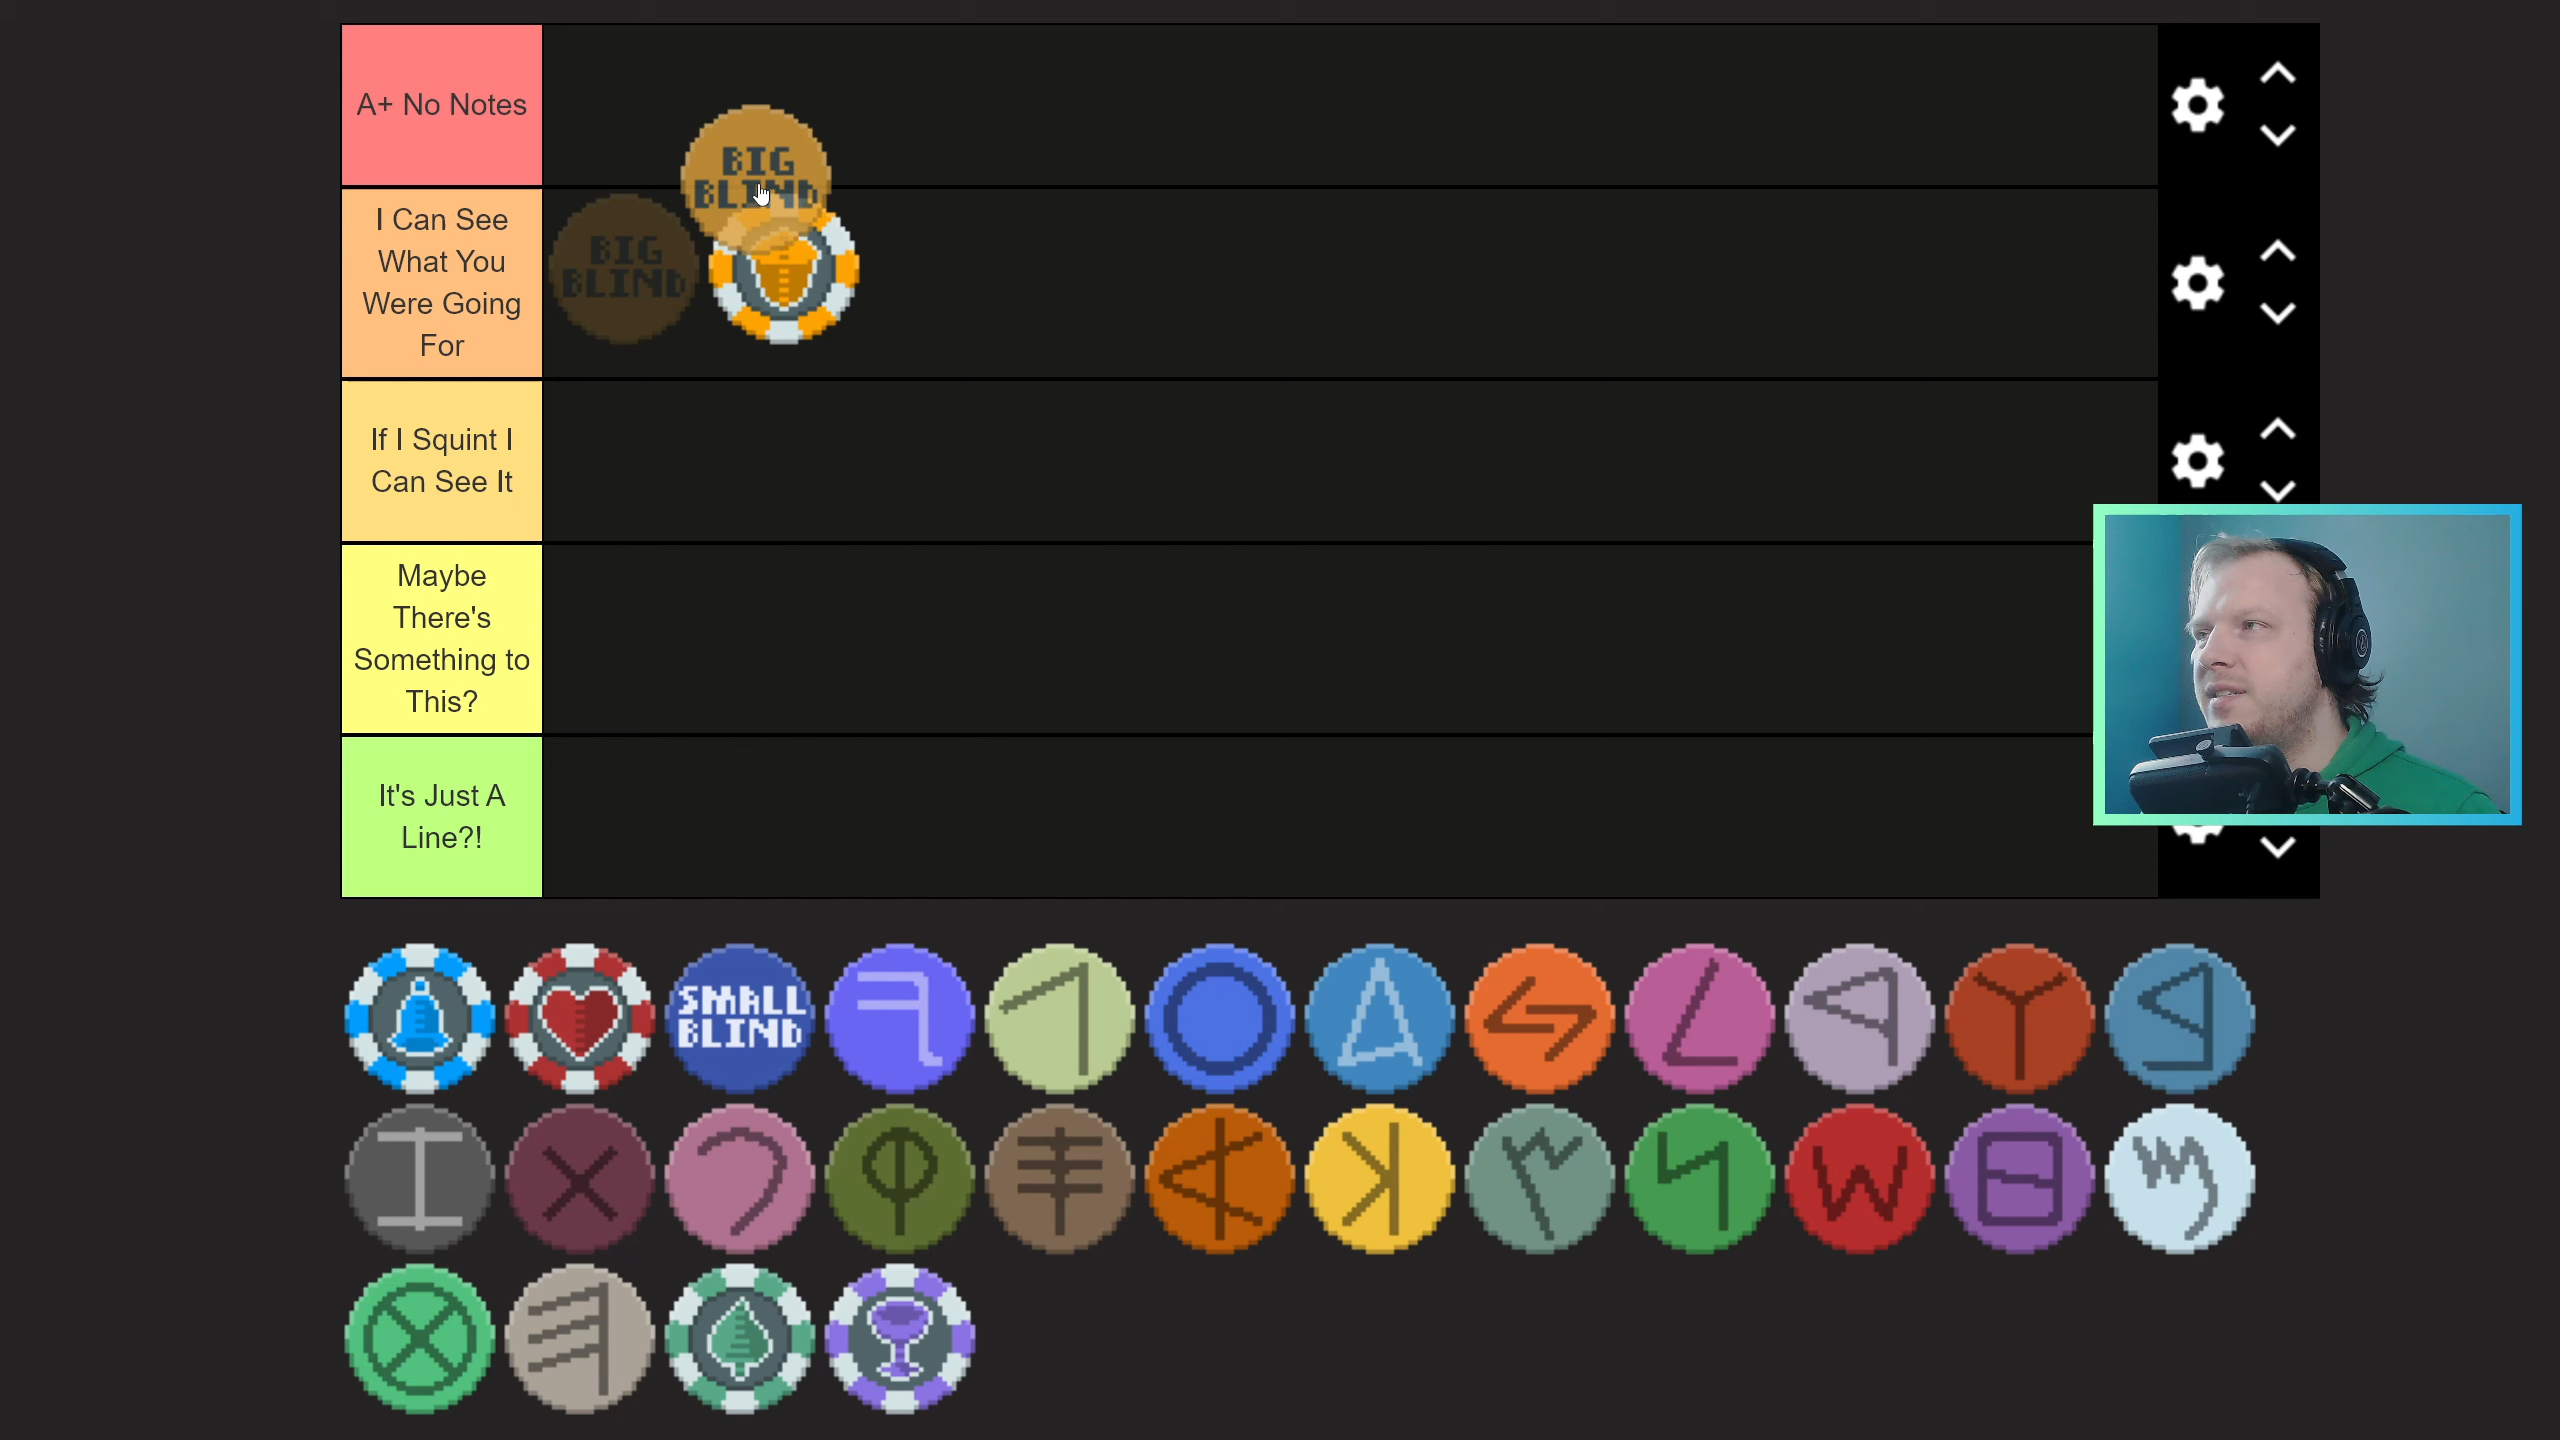 A+ No Notes
BIG
BLIND
I Can See
What You
Were Going
For
BIG
BLIND
If I Squint I
Can See It
Maybe
There's
Something to
This?
It's Just A
Line?!
SMALL
BLIND